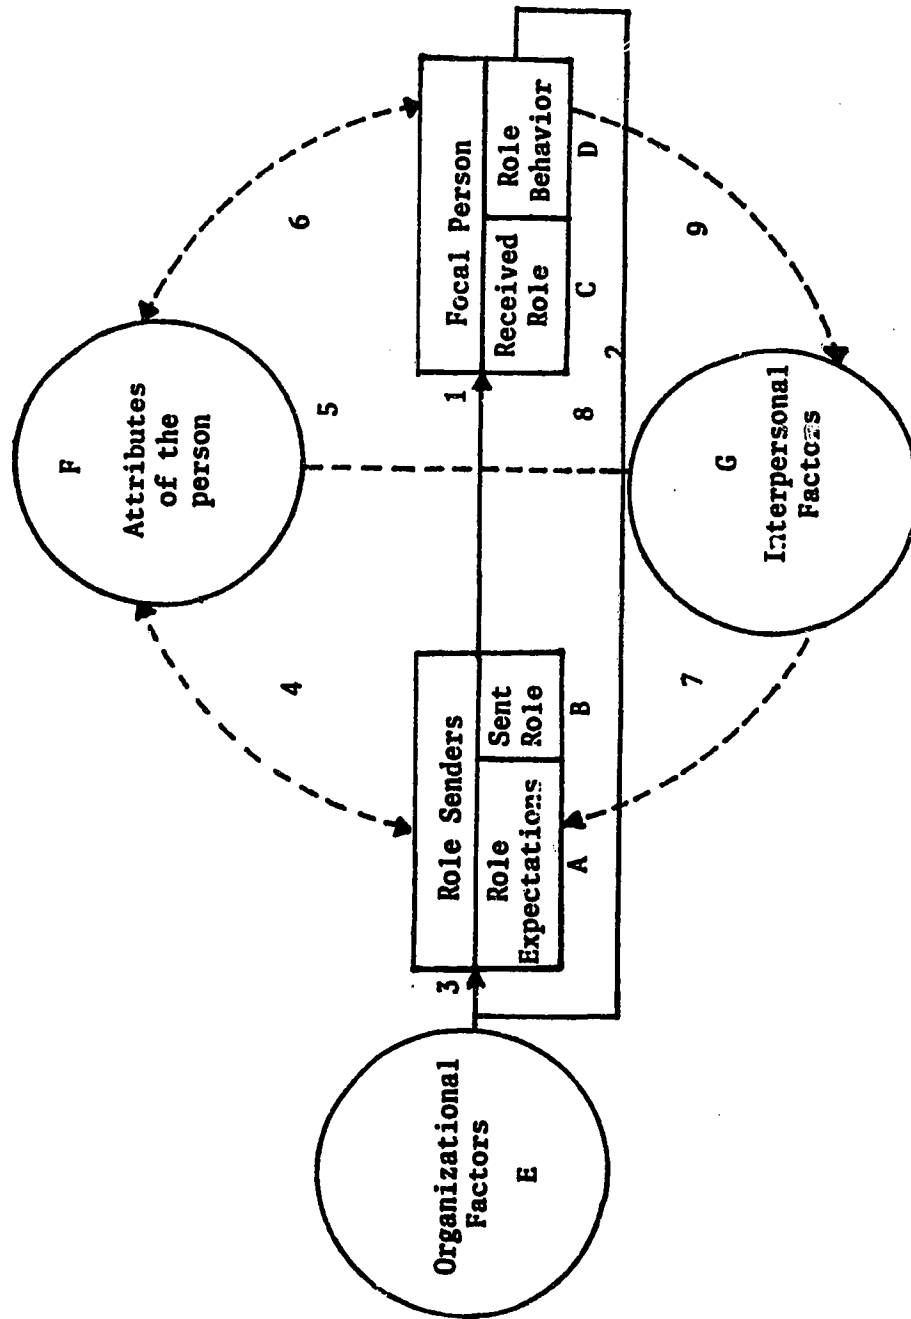 F
Attributes
of the
person
4
5
6
Organizational
Factors
E
3
Role Senders
Role
Expectations
Sent
Role
A
B
1
Focal Person
Received
Role
Role
Behavior
C
D
8
2
7
9
G
Interpersonal
Factors